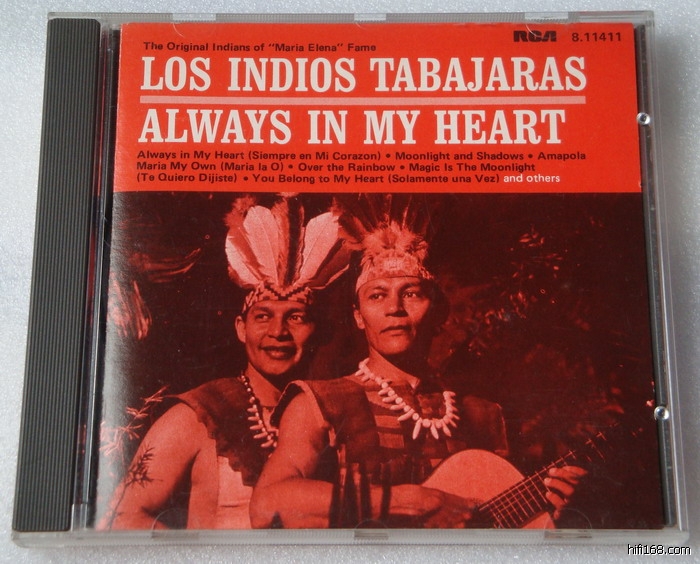 The Original Indians of "Maria Elena" Fame
RCA 8.11411
LOS INDIOS TABAJARAS
ALWAYS IN MY HEART
Always in My Heart (Siempre en Mi Corazon) • Moonlight and Shadows • Amapola
Maria My Own (Maria la O) • Over the Rainbow • Magic Is The Moonlight
(Te Quiero Dijiste) • You Belong to My Heart (Solamente una Vez) and others
hifi168.com